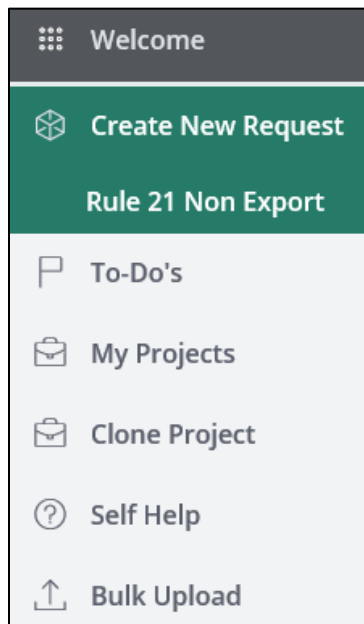 Welcome
Create New Request
Rule 21 Non Export
To-Do's
My Projects
Clone Project
Self Help
Bulk Upload